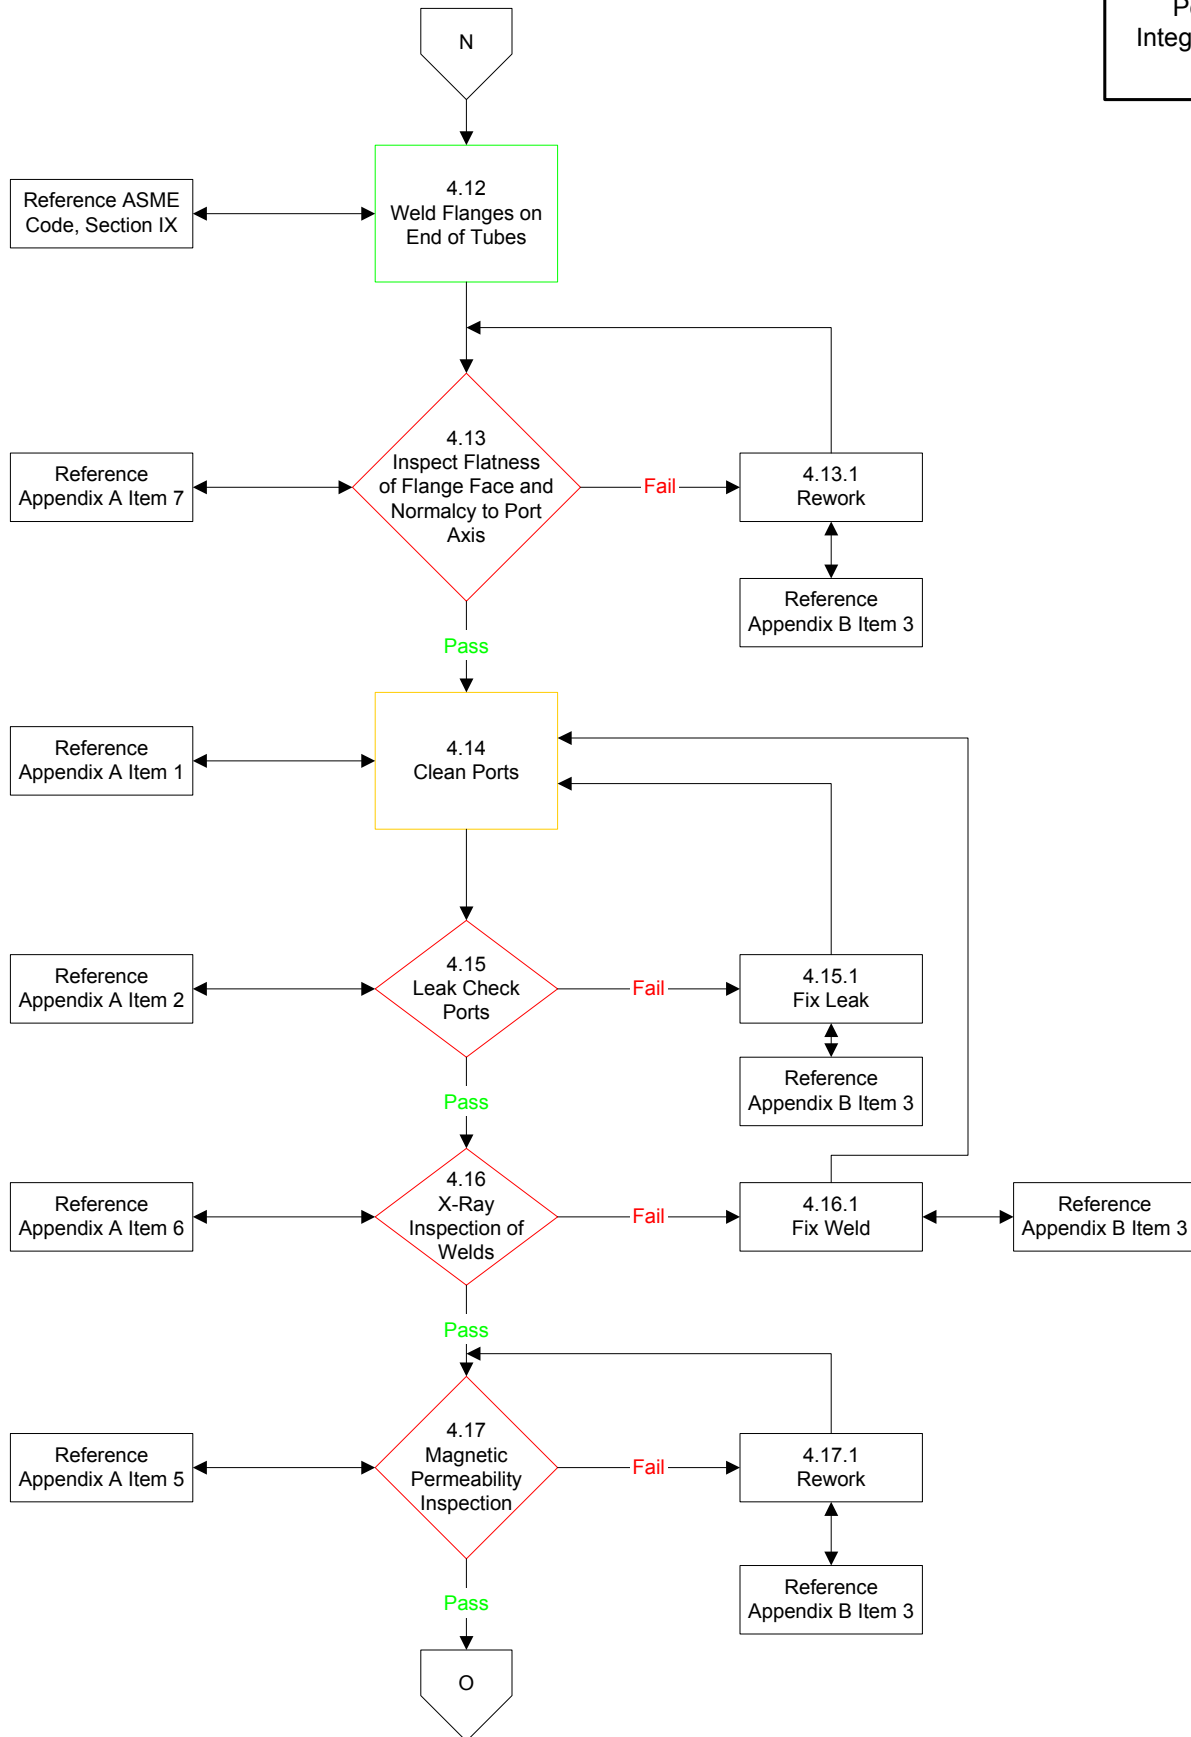 N
Integ
4.12
Weld Flanges on
End of Tubes
Reference ASME
Code, Section IX
4.13
Inspect Flatness
of Flange Face and
Normalcy to Port
Axis
Reference
Appendix A Item 7
Fail
4.13.1
Rework
Reference
Appendix B Item 3
Pass
4.14
Clean Ports
Reference
Appendix A Item 1
4.15
Leak Check
Ports
Reference
Appendix A Item 2
Fail
4.15.1
Fix Leak
Reference
Appendix B Item 3
Pass
4.16
X-Ray
Inspection of
Welds
Reference
Appendix A Item 6
Fail
4.16.1
Fix Weld
Reference
Appendix B Item 3
Pass
4.17
Magnetic
Permeability
Inspection
Reference
Appendix A Item 5
Fail
4.17.1
Rework
Reference
Appendix B Item 3
Pass
O